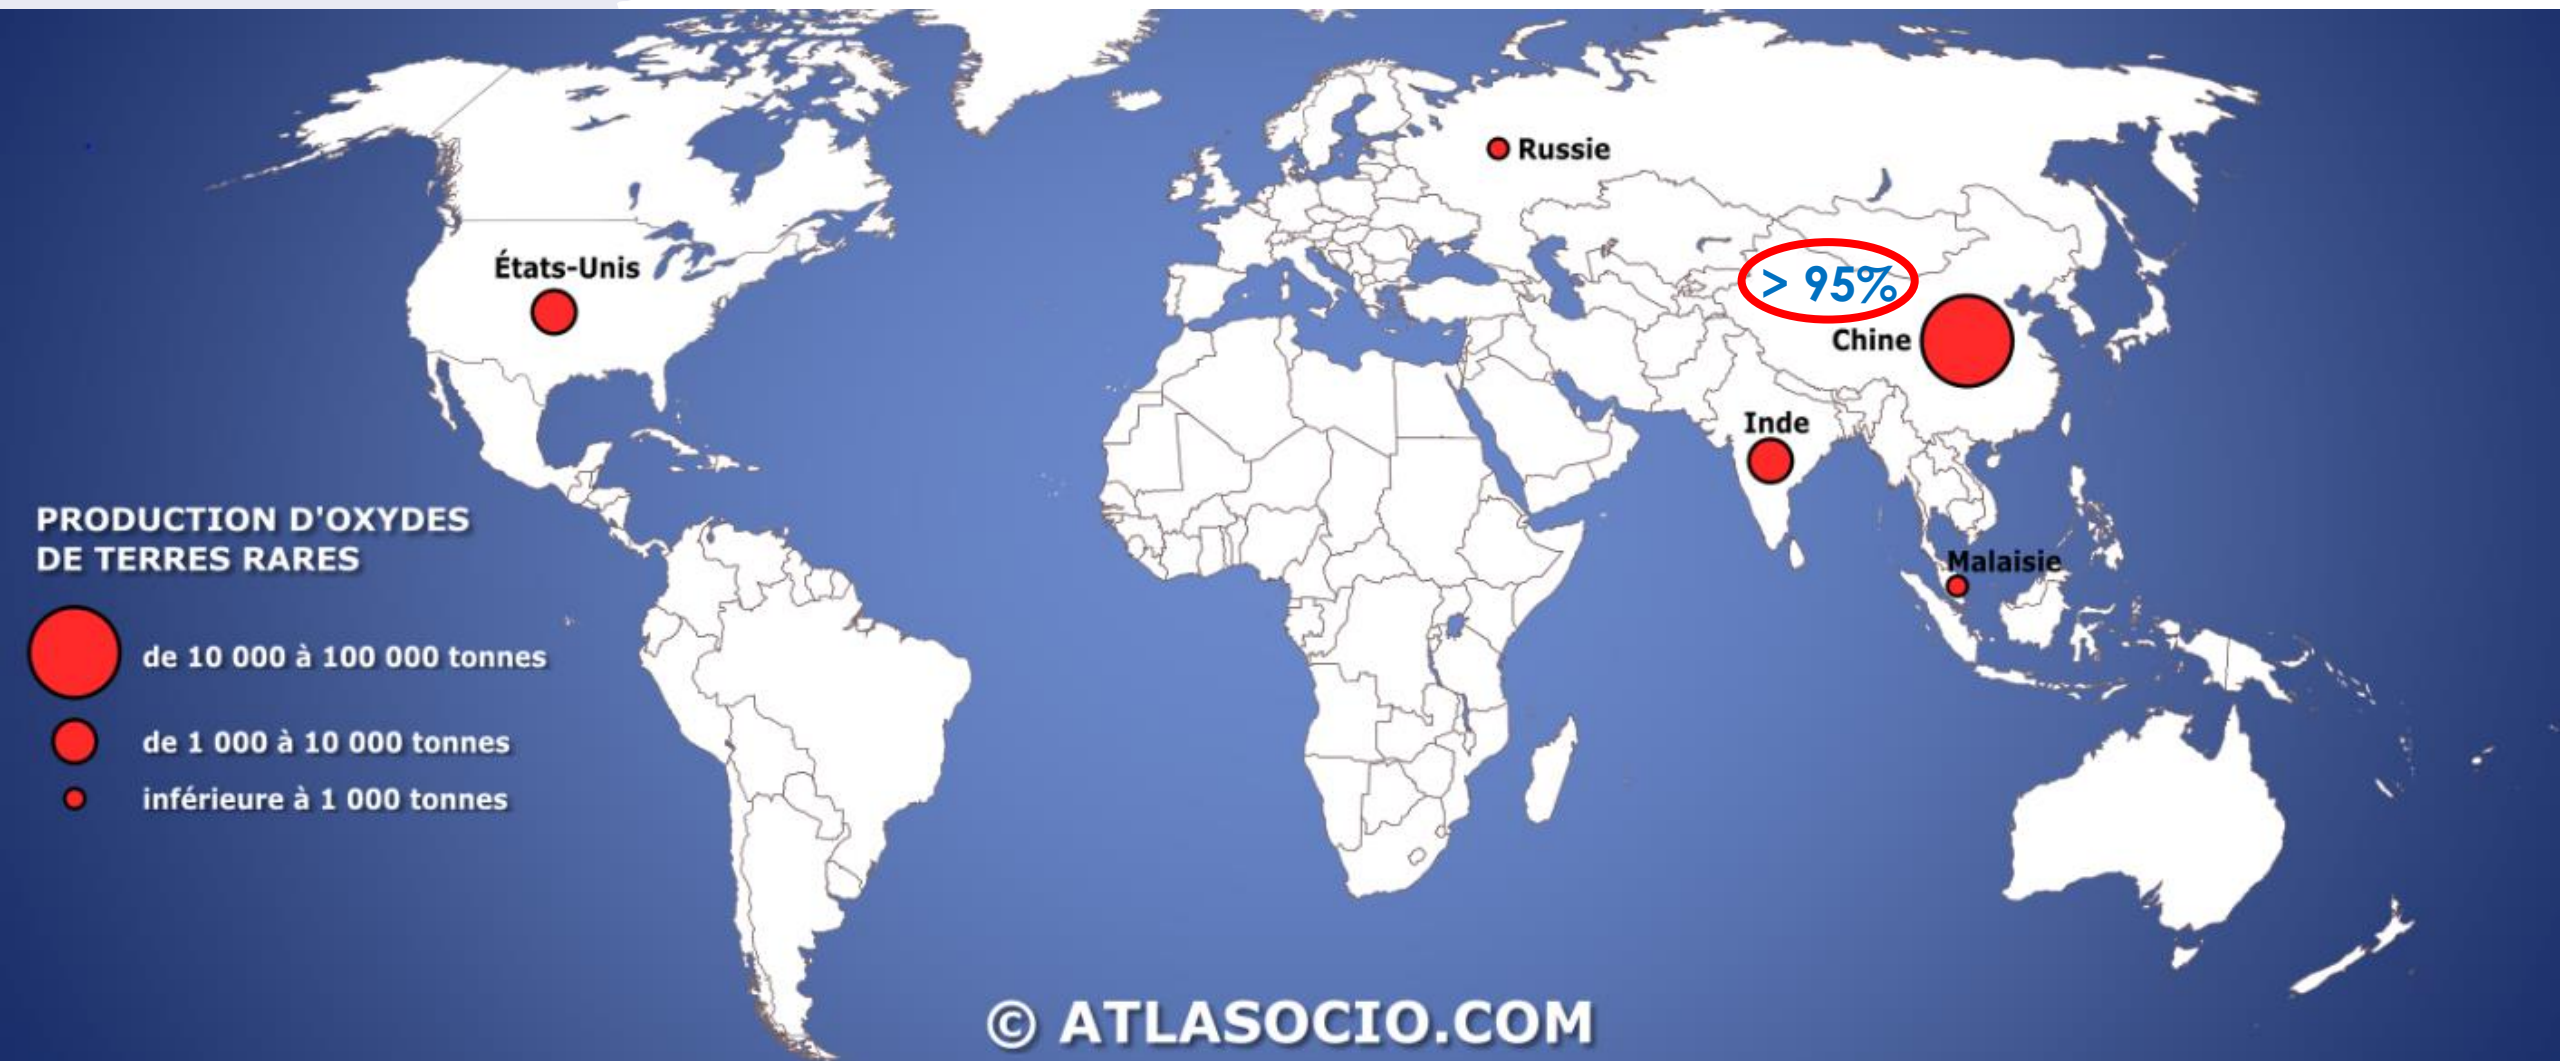 Russie
États-Unis
> 95%
Chine
Inde
Malaisie
PRODUCTION D'OXYDES
DE TERRES RARES
de 10 000 à 100 000 tonnes
de 1 000 à 10 000 tonnes
inférieure à 1 000 tonnes
© ATLASOCIO.COM